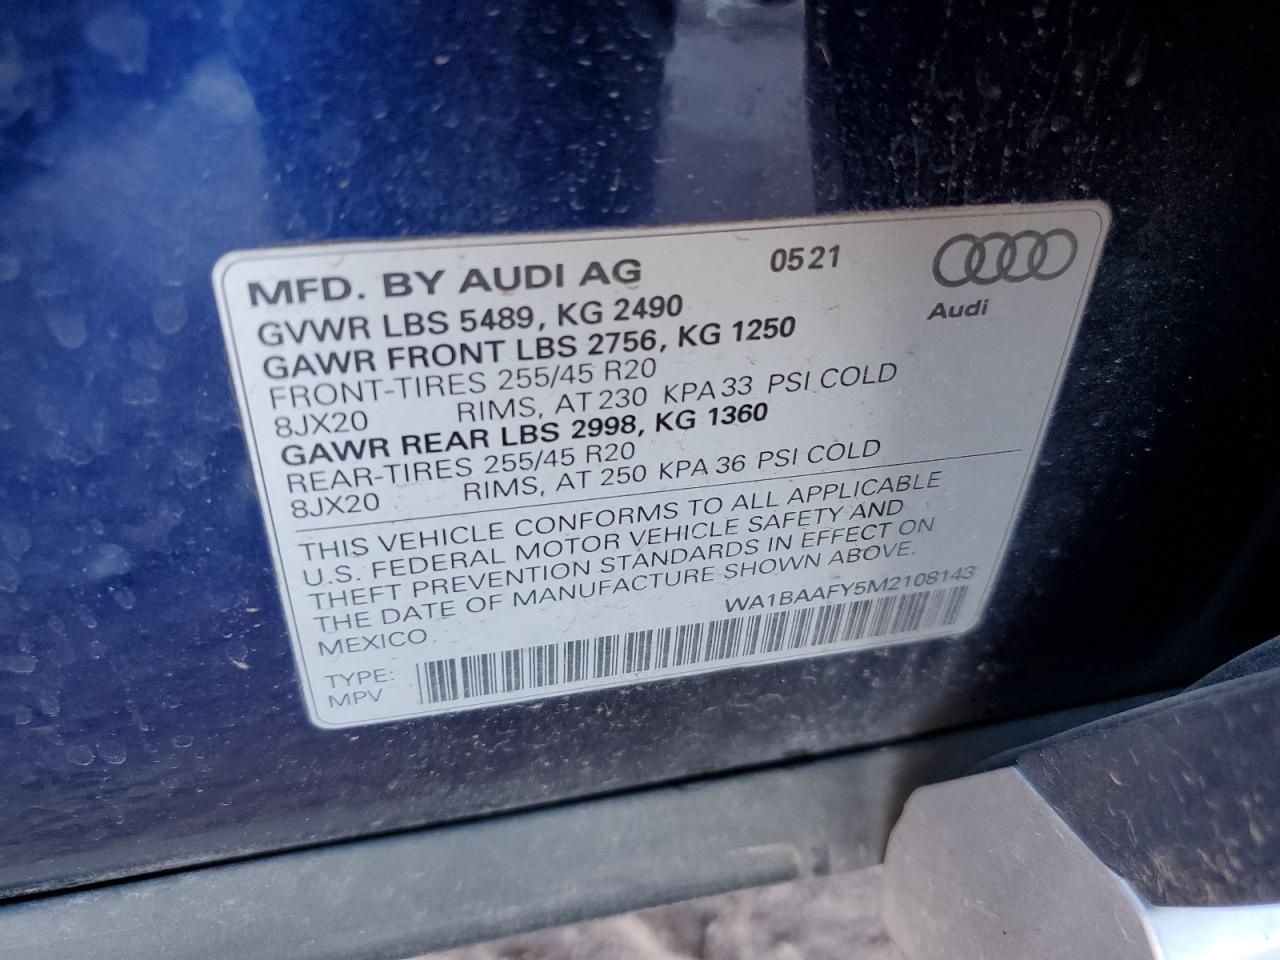 MFD. BY AUDI AG 0521
Audi
GVWR LBS 5489, KG 2490
GAWR FRONT LBS 2756, KG 1250
FRONT-TIRES 255/45 R20
8JX20 RIMS, AT 230 KPA 33 PSI COLD
GAWR REAR LBS 2998, KG 1360
REAR-TIRES 255/45 R20
8JX20 RIMS, AT 250 KPA 36 PSI COLD
THIS VEHICLE CONFORMS TO ALL APPLICABLE
U.S. FEDERAL MOTOR VEHICLE SAFETY AND
THEFT PREVENTION STANDARDS IN EFFECT ON
THE DATE OF MANUFACTURE SHOWN ABOVE.
MEXICO WA1BAAFY5M2108143
TYPE:
MPV